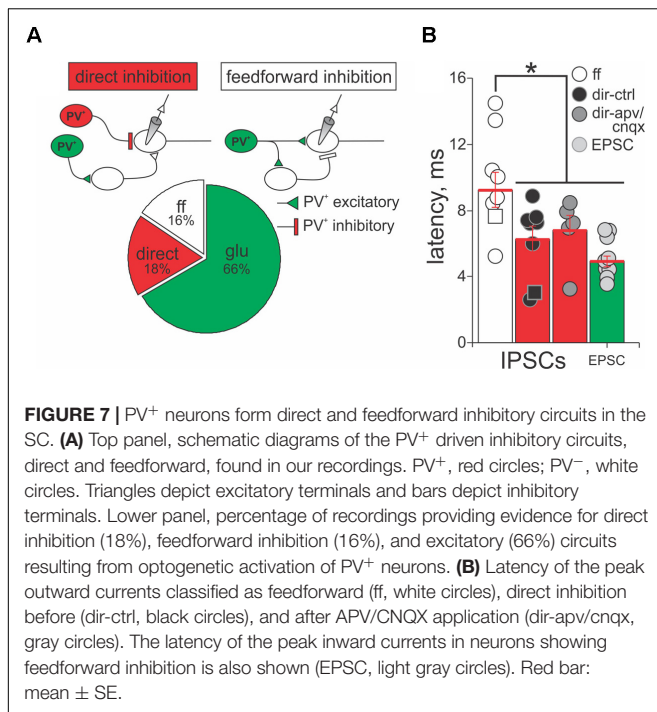 A
direct inhibition
feedforward inhibition
PV⁺
PV⁺
PV⁺
PV⁺ excitatory
PV⁺ inhibitory
ff
16%
direct
18%
glu
66%
B
16
12
8
4
0
latency, ms
*
ff
dir-ctrl
dir-apv/
cnqx
EPSC
IPSCs
EPSC
FIGURE 7 | PV⁺ neurons form direct and feedforward inhibitory circuits in the
SC. (A) Top panel, schematic diagrams of the PV⁺ driven inhibitory circuits,
direct and feedforward, found in our recordings. PV⁺, red circles; PV⁻, white
circles. Triangles depict excitatory terminals and bars depict inhibitory
terminals. Lower panel, percentage of recordings providing evidence for direct
inhibition (18%), feedforward inhibition (16%), and excitatory (66%) circuits
resulting from optogenetic activation of PV⁺ neurons. (B) Latency of the peak
outward currents classified as feedforward (ff, white circles), direct inhibition
before (dir-ctrl, black circles), and after APV/CNQX application (dir-apv/cnqx,
gray circles). The latency of the peak inward currents in neurons showing
feedforward inhibition is also shown (EPSC, light gray circles). Red bar:
mean ± SE.